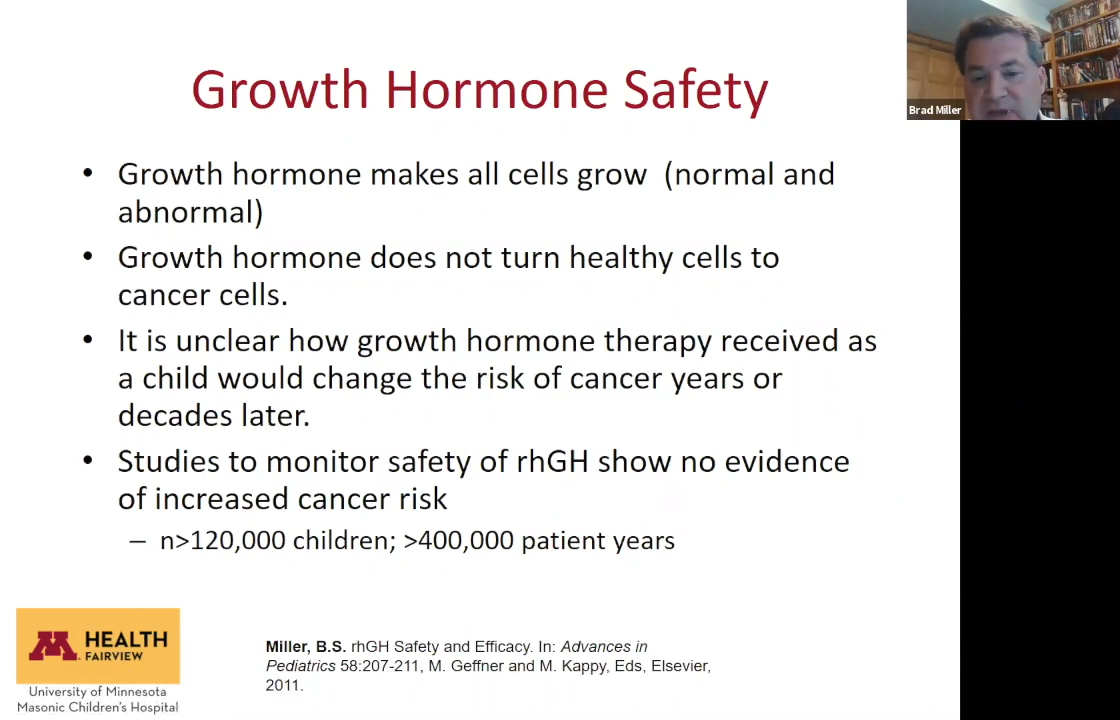 Growth Hormone Safety
Brad Miller
• Growth hormone makes all cells grow  (normal and
abnormal)
• Growth hormone does not turn healthy cells to
cancer cells.
• It is unclear how growth hormone therapy received as
a child would change the risk of cancer years or
decades later.
• Studies to monitor safety of rhGH show no evidence
of increased cancer risk
– n>120,000 children; >400,000 patient years
M HEALTH
FAIRVIEW
University of Minnesota
Masonic Children's Hospital
Miller, B.S. rhGH Safety and Efficacy. In: Advances in
Pediatrics 58:207-211, M. Geffner and M. Kappy, Eds, Elsevier,
2011.